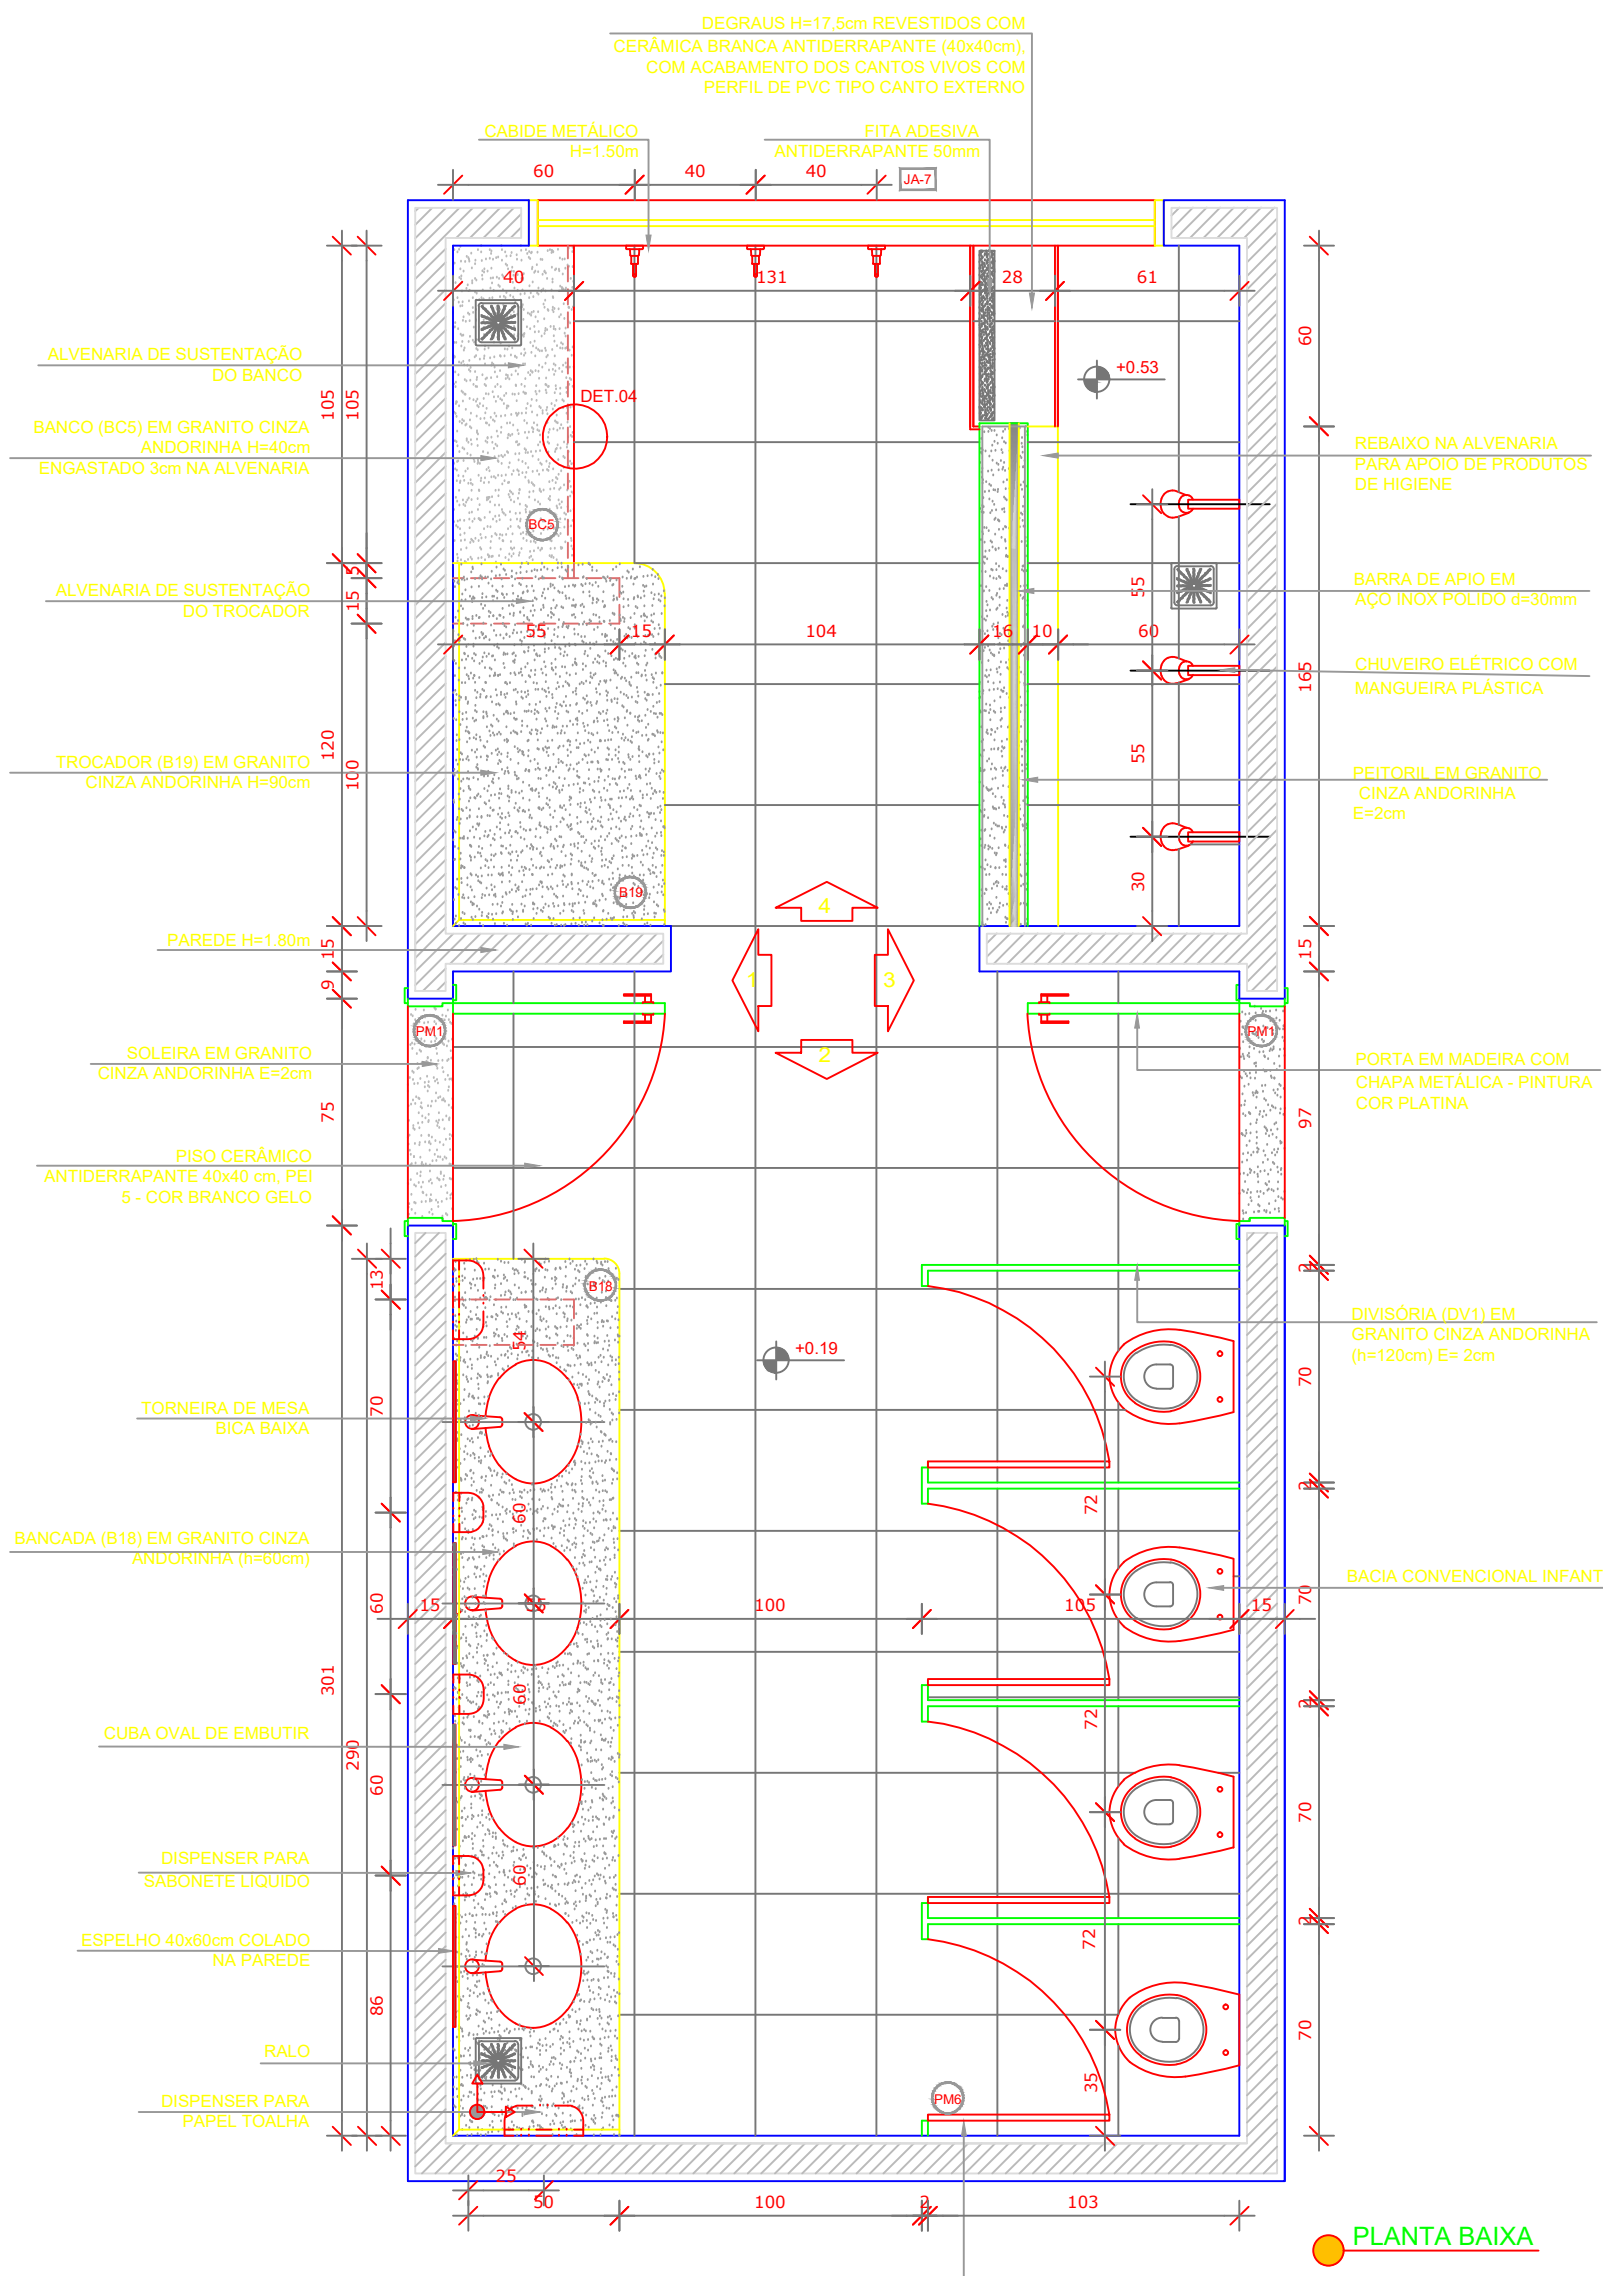 DEGRAUS H=17,5cm REVESTIDOS COM
CERÂMICA BRANCA ANTIDERRAPANTE (40x40cm),
COM ACABAMENTO DOS CANTOS VIVOS COM
PERFIL DE PVC TIPO CANTO EXTERNO
CABIDE METÁLICO
H=1.50m
FITA ADESIVA
ANTIDERRAPANTE 50mm
60
40
40
JA-7
40
131
28
61
60
+0.53
ALVENARIA DE SUSTENTAÇÃO
DO BANCO
105
105
DET.04
BANCO (BC5) EM GRANITO CINZA
ANDORINHA H=40cm
ENGASTADO 3cm NA ALVENARIA
REBAIXO NA ALVENARIA
PARA APOIO DE PRODUTOS
DE HIGIENE
BC5
5
15
ALVENARIA DE SUSTENTAÇÃO
DO TROCADOR
55
BARRA DE APIO EM
AÇO INOX POLIDO d=30mm
55
15
104
16
10
60
165
CHUVEIRO ELÉTRICO COM
MANGUEIRA PLÁSTICA
120
100
55
TROCADOR (B19) EM GRANITO
CINZA ANDORINHA H=90cm
PEITORIL EM GRANITO
CINZA ANDORINHA
E=2cm
B19
30
4
PAREDE H=1.80m
15
15
9
1
3
2
PM1
PM1
SOLEIRA EM GRANITO
CINZA ANDORINHA E=2cm
PORTA EM MADEIRA COM
CHAPA METÁLICA - PINTURA
COR PLATINA
75
97
PISO CERÂMICO
ANTIDERRAPANTE 40x40 cm, PEI
5 - COR BRANCO GELO
13
B18
2
54
+0.19
DIVISÓRIA (DV1) EM
GRANITO CINZA ANDORINHA
(h=120cm) E= 2cm
70
70
TORNEIRA DE MESA
BICA BAIXA
60
72
2
BANCADA (B18) EM GRANITO CINZA
ANDORINHA (h=60cm)
BACIA CONVENCIONAL INFANT
60
15
100
105
15
70
301
290
60
72
2
CUBA OVAL DE EMBUTIR
60
70
DISPENSER PARA
SABONETE LIQUIDO
60
72
2
ESPELHO 40x60cm COLADO
NA PAREDE
86
70
RALO
35
DISPENSER PARA
PAPEL TOALHA
PM6
25
50
100
2
103
PLANTA BAIXA